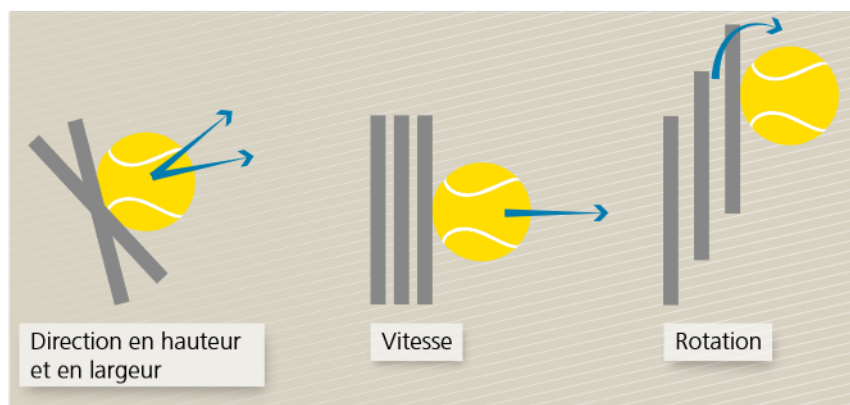 Direction en hauteur
et en largeur
Vitesse
Rotation